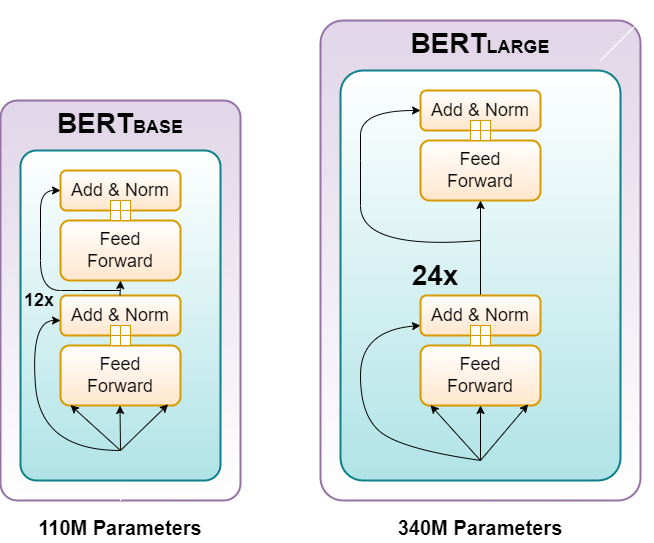 BERTBASE
Add & Norm
Feed
Forward
12x
Add & Norm
Feed
Forward
110M Parameters
BERTLARGE
Add & Norm
Feed
Forward
24x
Add & Norm
Feed
Forward
340M Parameters